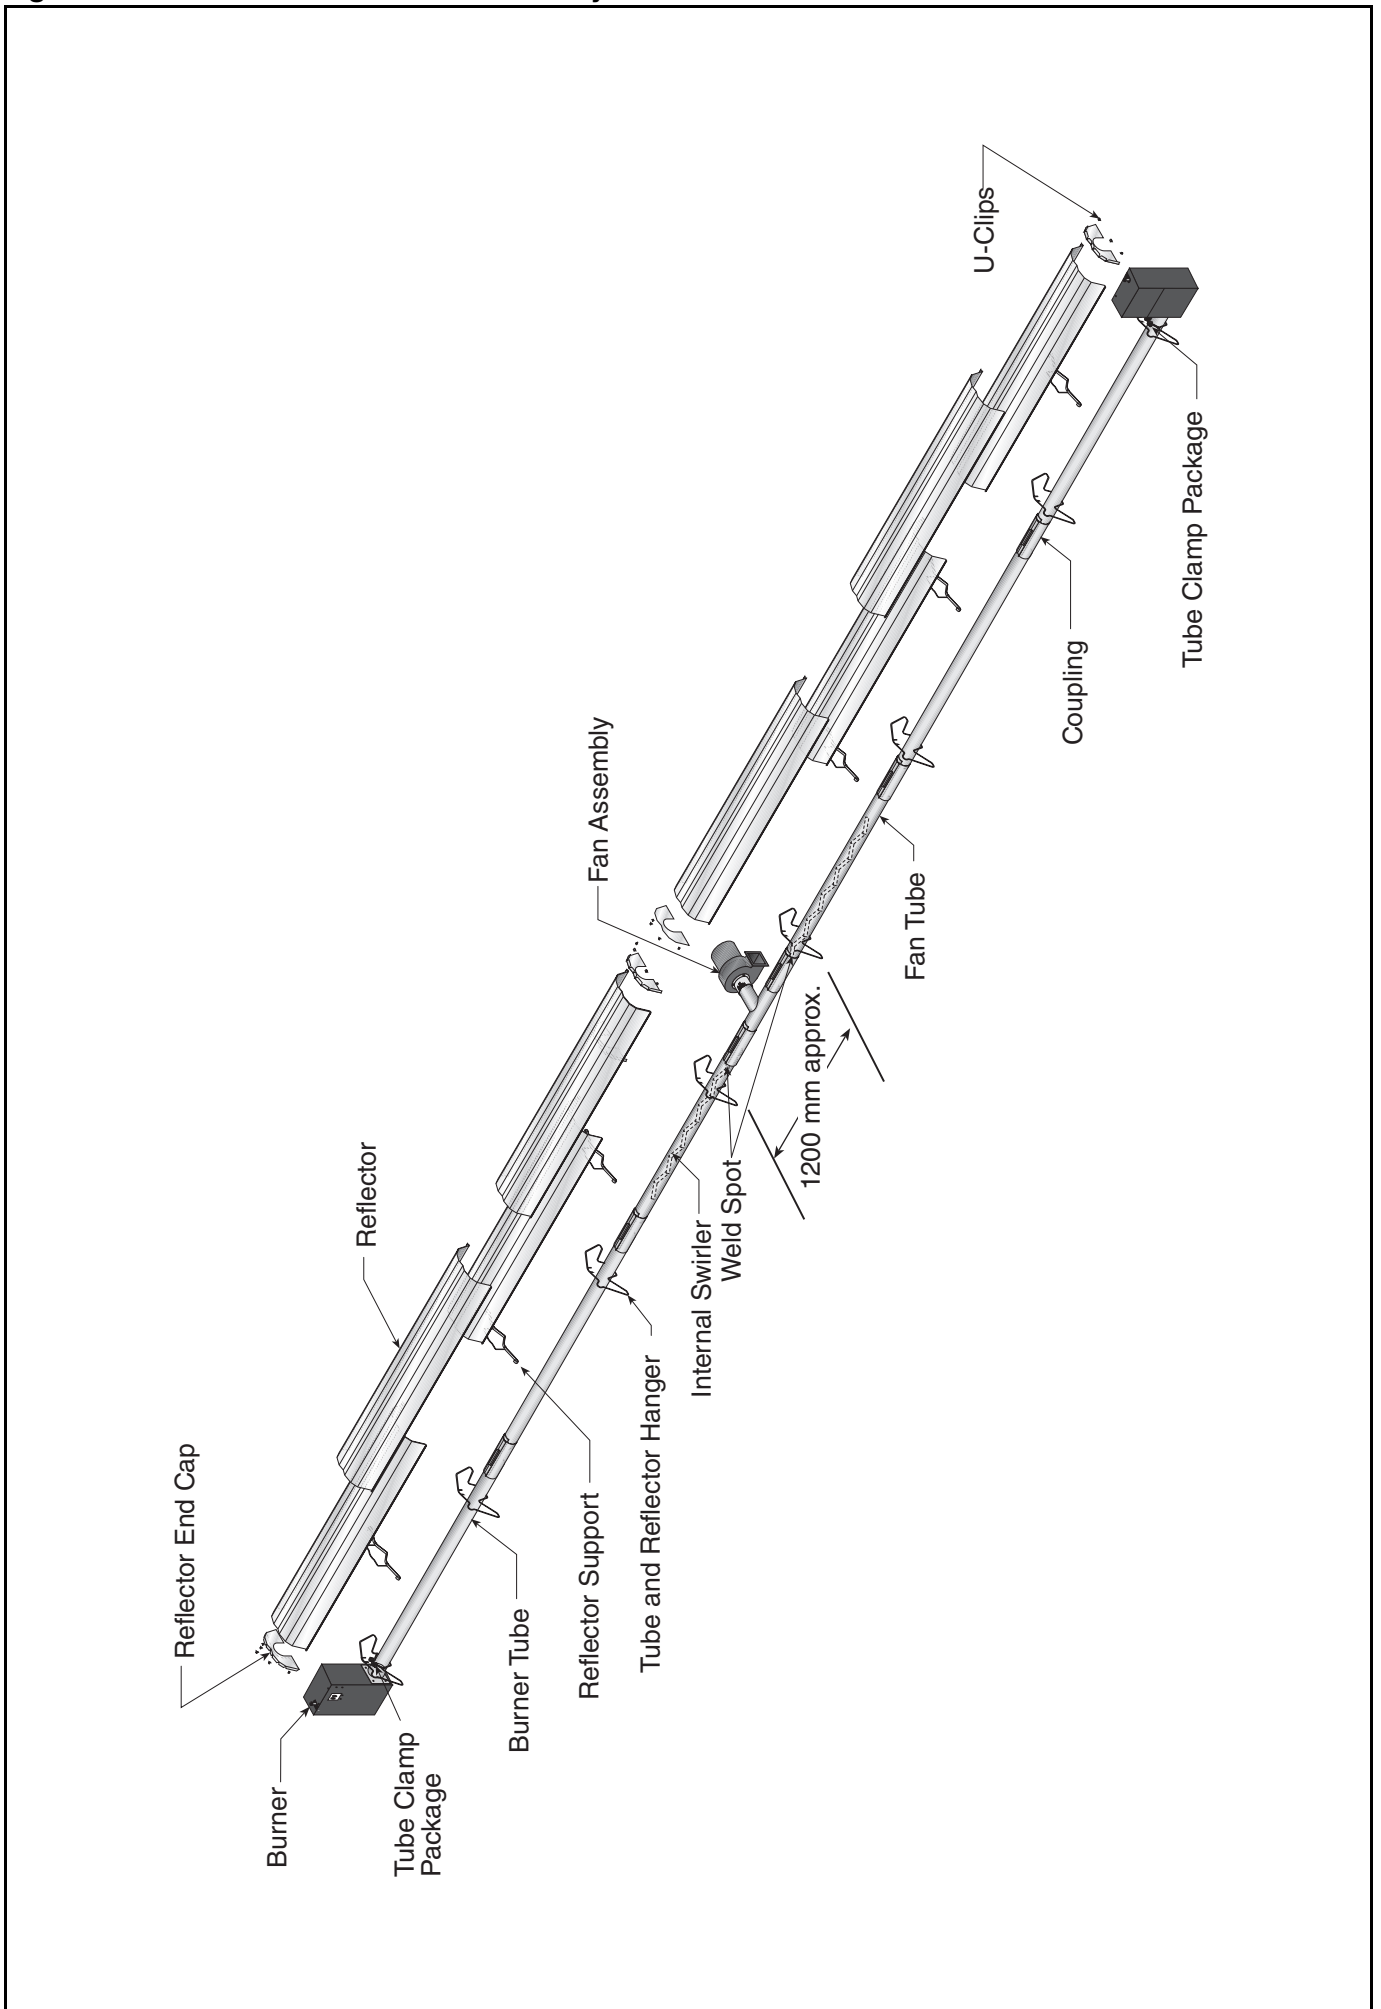 Reflector End Cap
Burner
Tube Clamp
Package
Reflector
Burner Tube
Reflector Support
Tube and Reflector Hanger
Internal Swirler
Weld Spot
1200 mm approx.
Fan Assembly
Fan Tube
U-Clips
Coupling
Tube Clamp Package